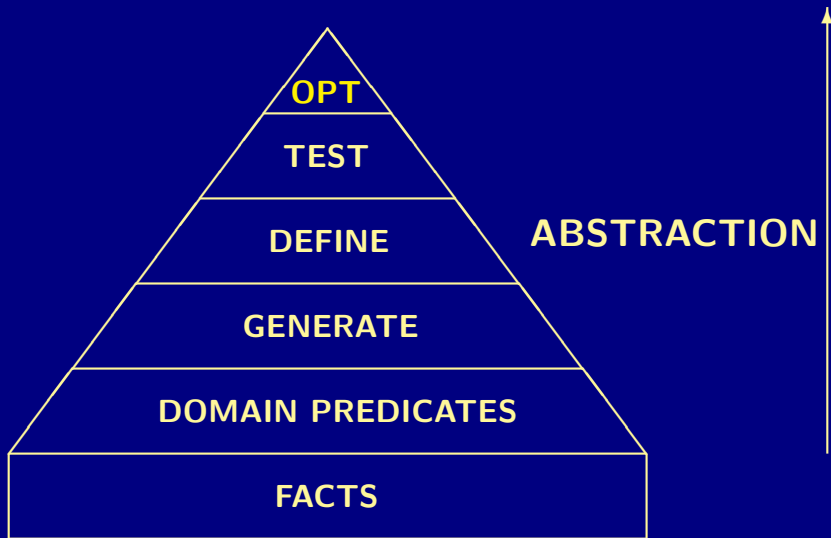 OPT
TEST
DEFINE
ABSTRACTION
GENERATE
DOMAIN PREDICATES
FACTS